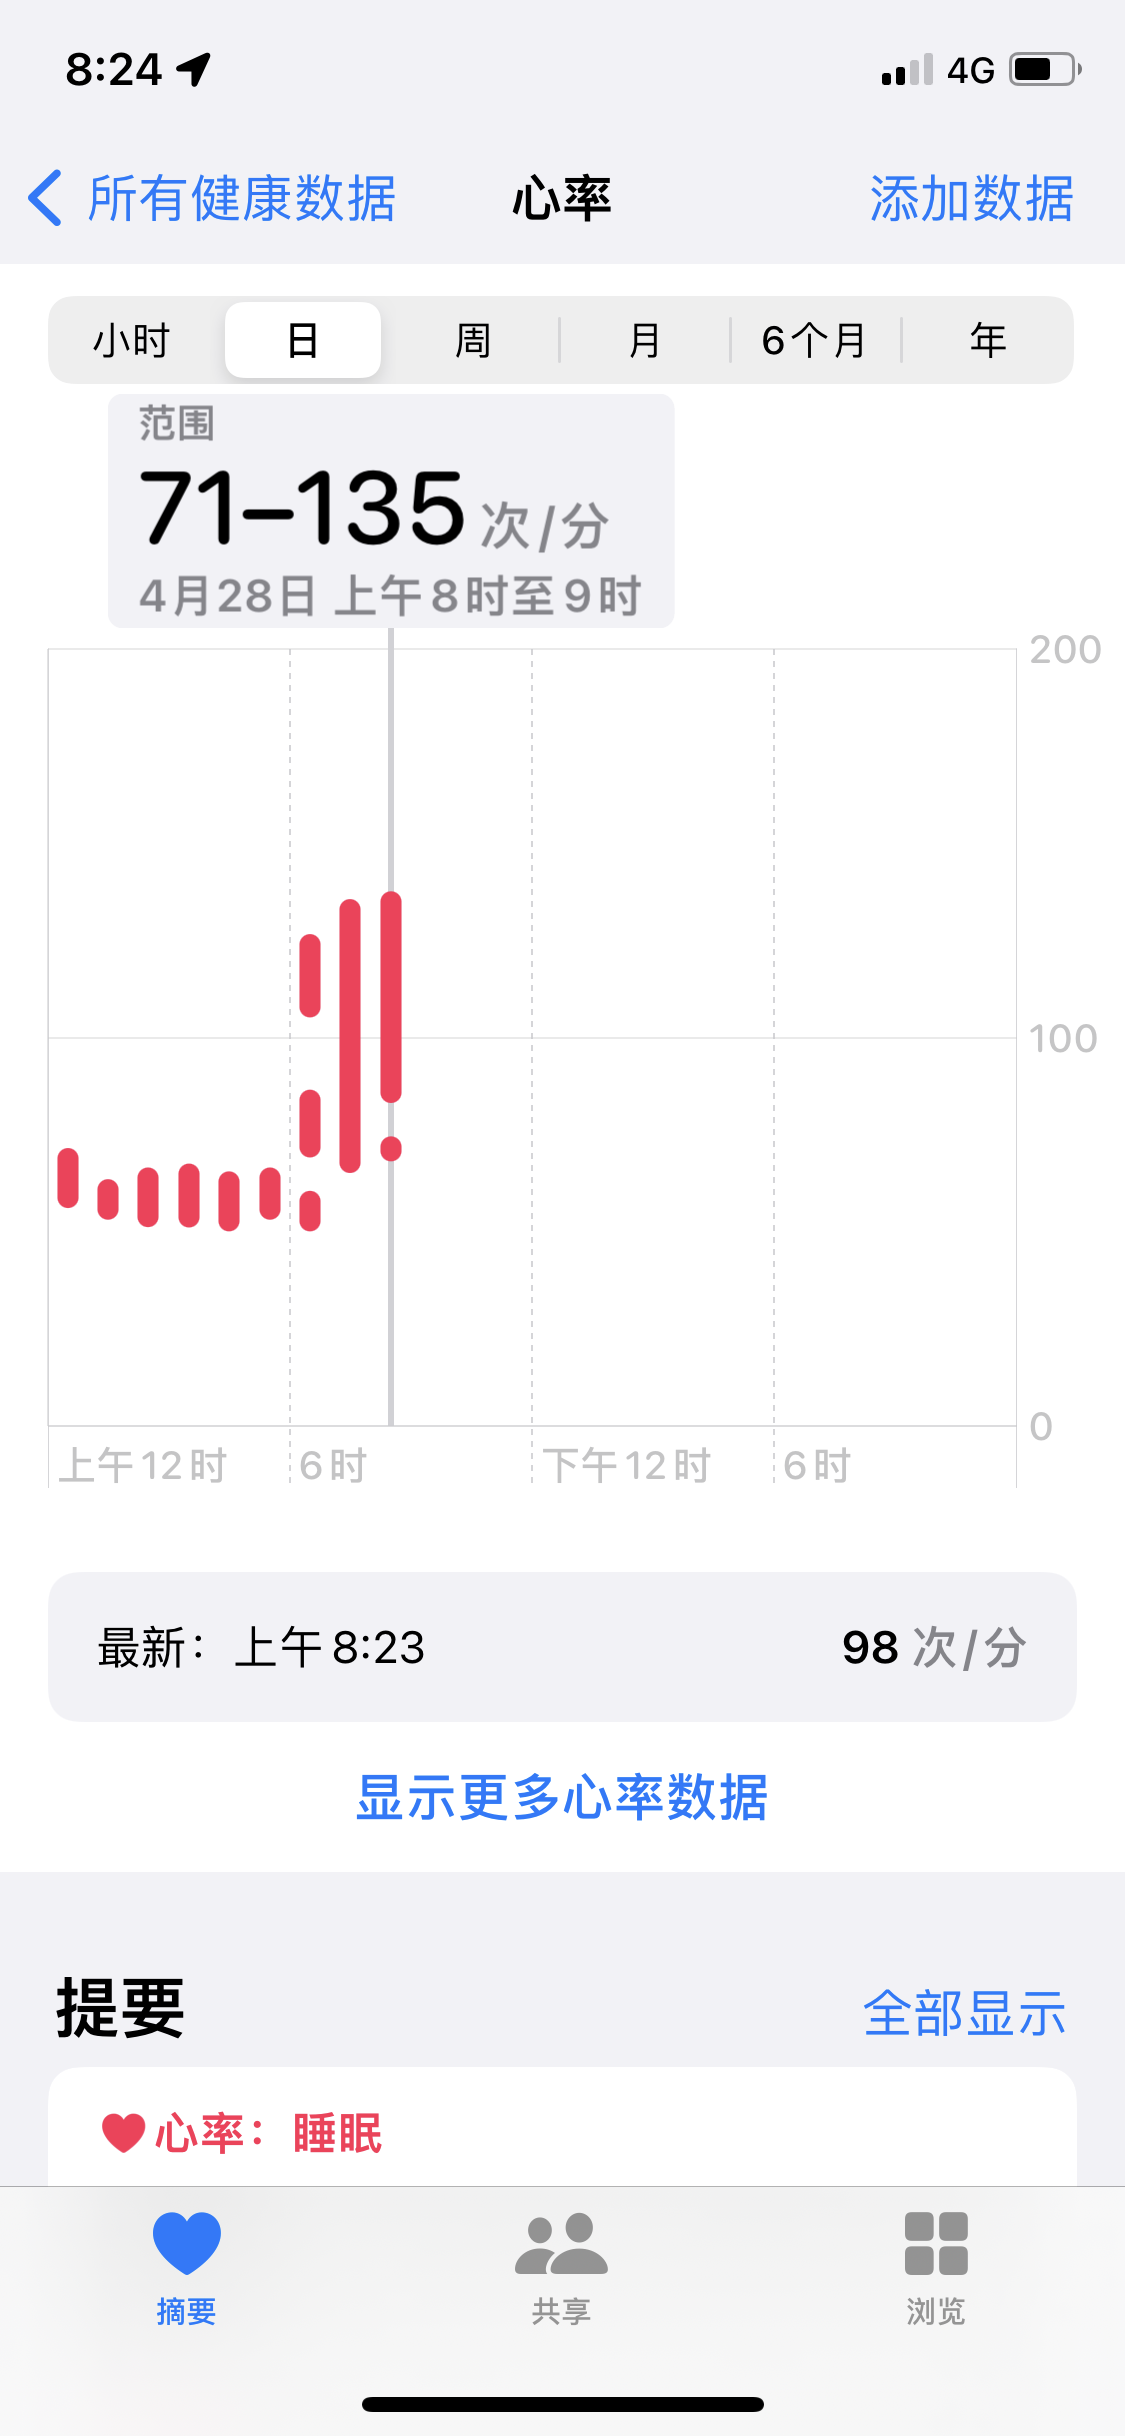 8:24 4G
所有健康数据 心率 添加数据
小时 日 周 月 6个月 年
范围
71–135 次/分
4月28日 上午8时至9时
200
100
0
上午12时 6时 下午12时 6时
最新： 上午8:23 98 次/分
显示更多心率数据
提要 全部显示
心率：睡眠
摘要 共享 浏览